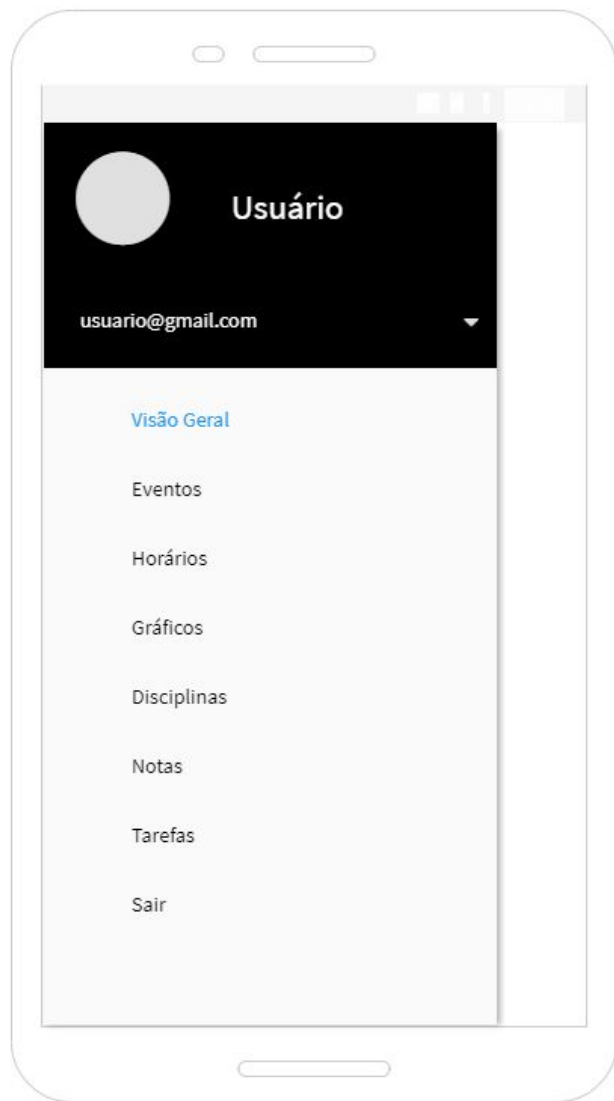 Usuário
usuario@gmail.com
Visão Geral
Eventos
Horários
Gráficos
Disciplinas
Notas
Tarefas
Sair